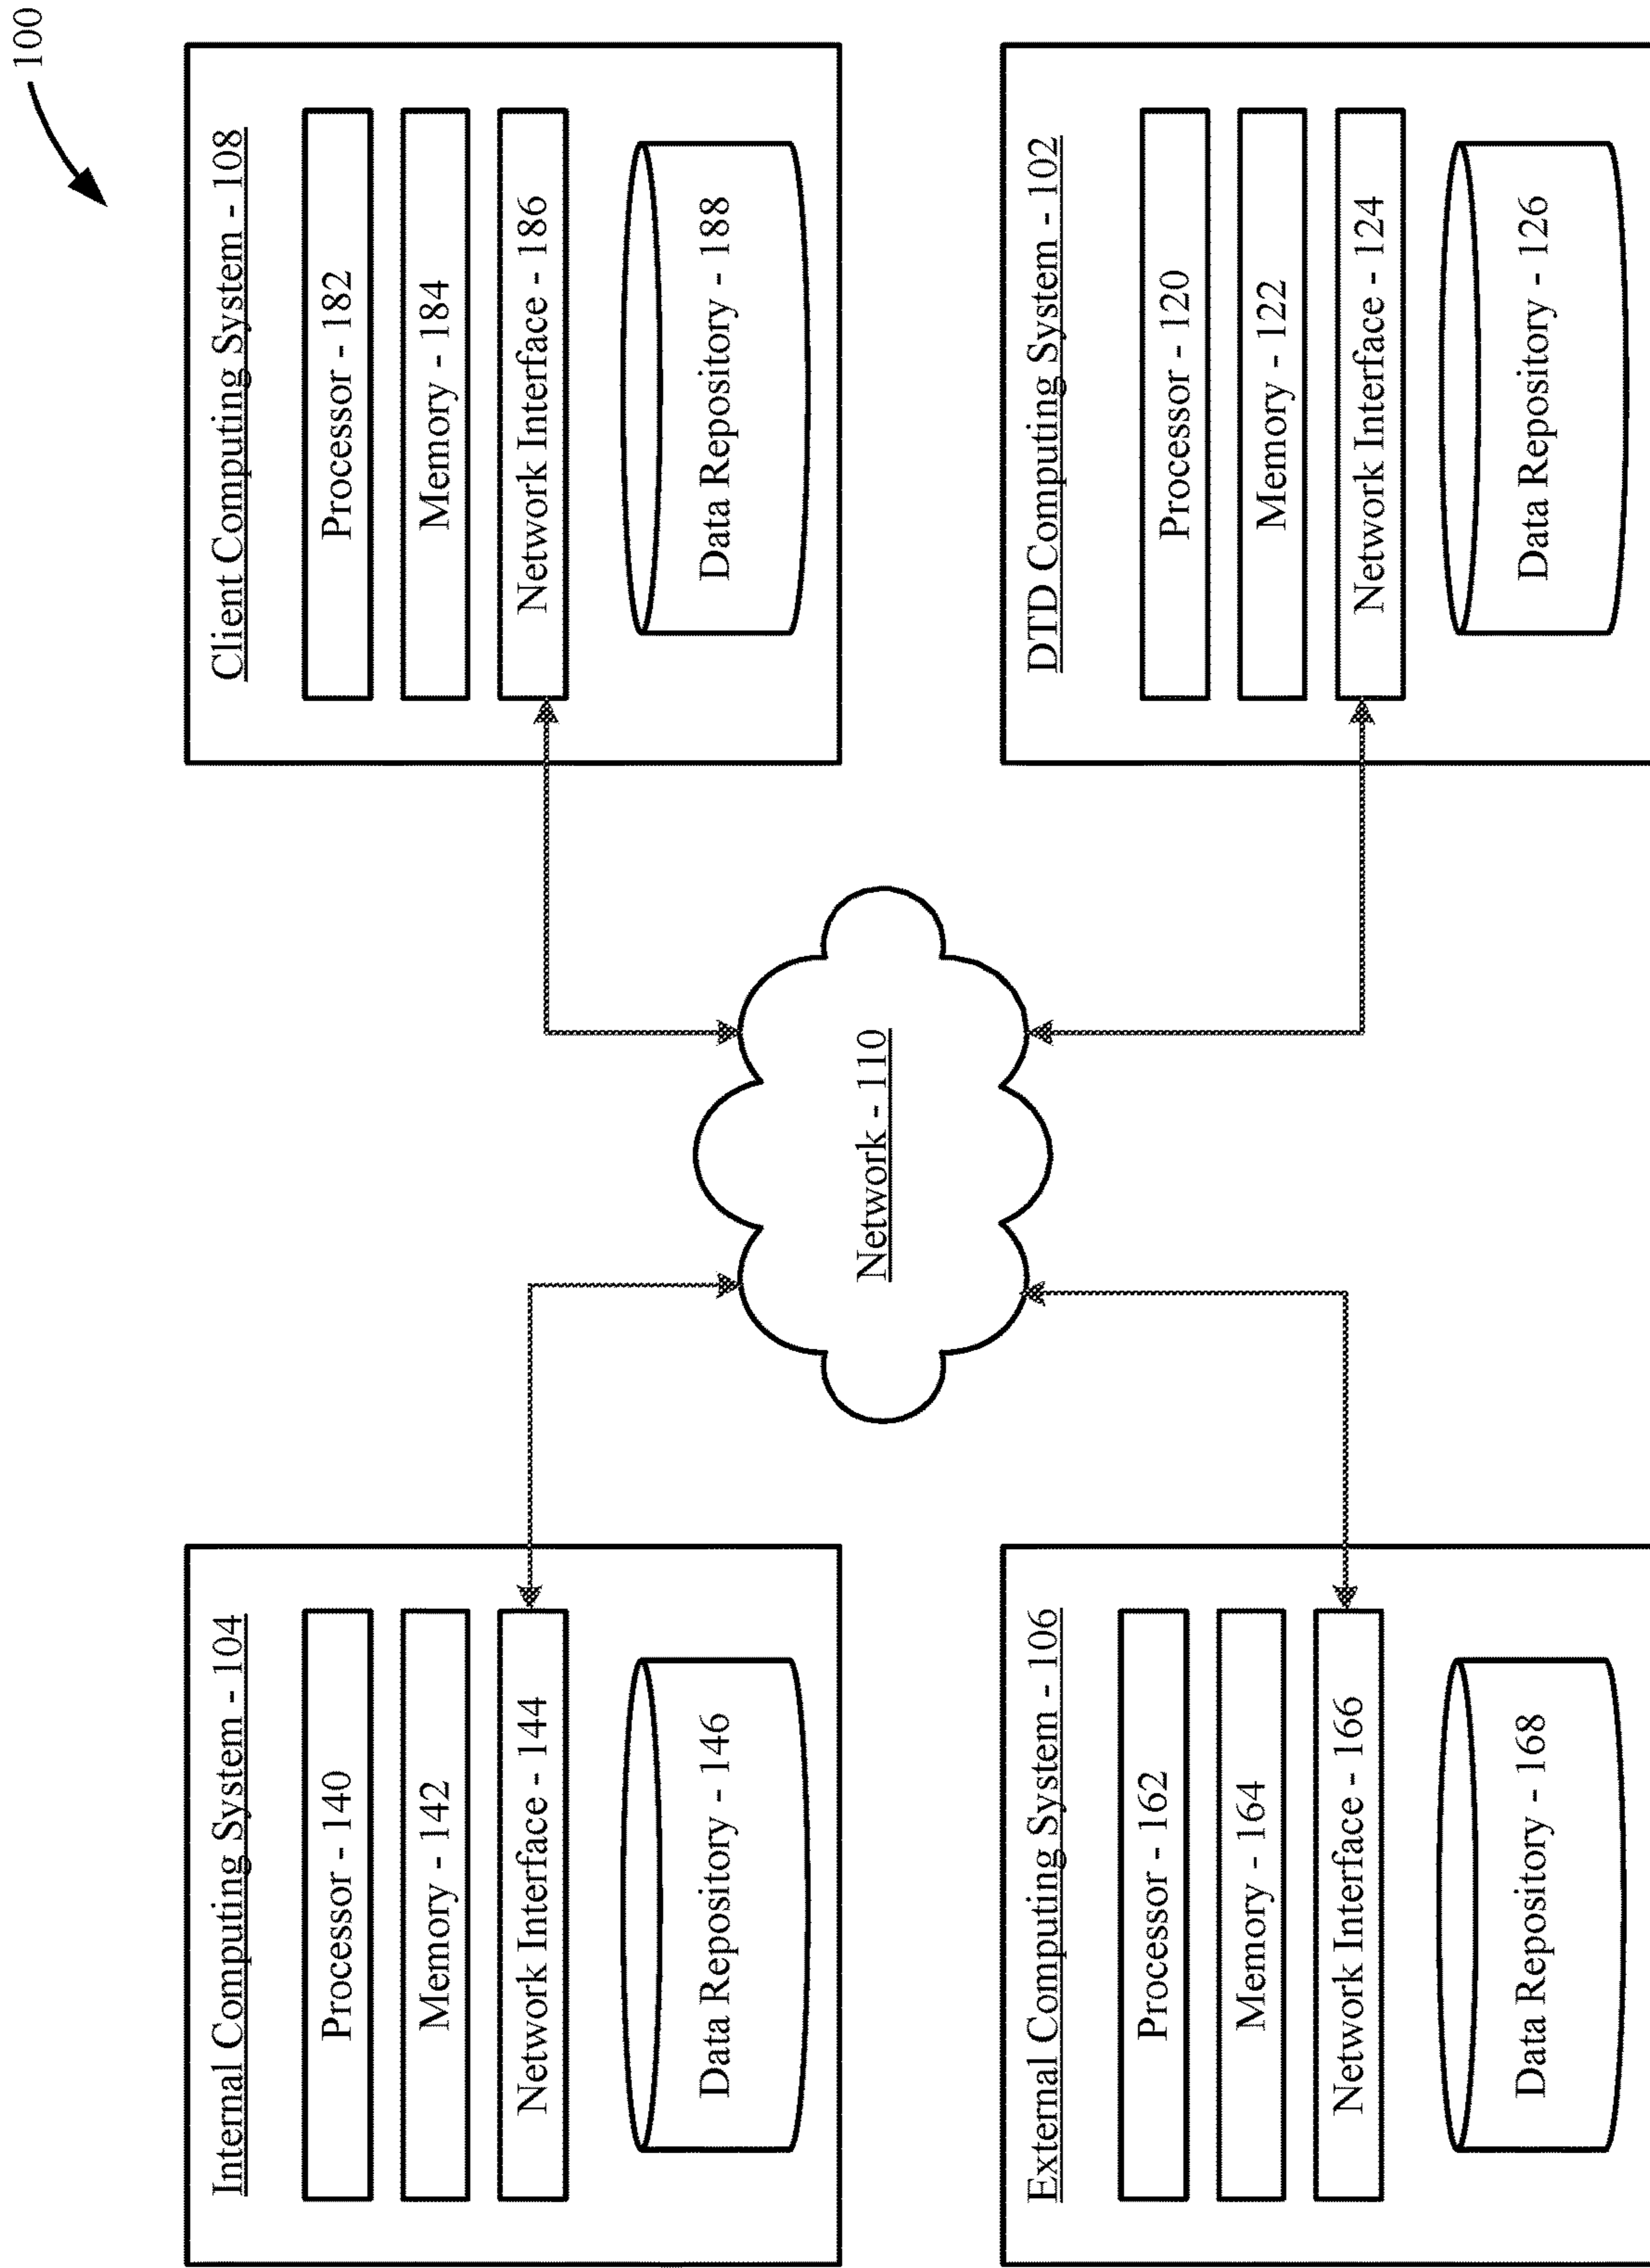 100
Internal Computing System - 104
Processor - 140
Memory - 142
Network Interface - 144
Data Repository - 146
Client Computing System - 108
Processor - 182
Memory - 184
Network Interface - 186
Data Repository - 188
Network - 110
External Computing System - 106
Processor - 162
Memory - 164
Network Interface - 166
Data Repository - 168
DTD Computing System - 102
Processor - 120
Memory - 122
Network Interface - 124
Data Repository - 126